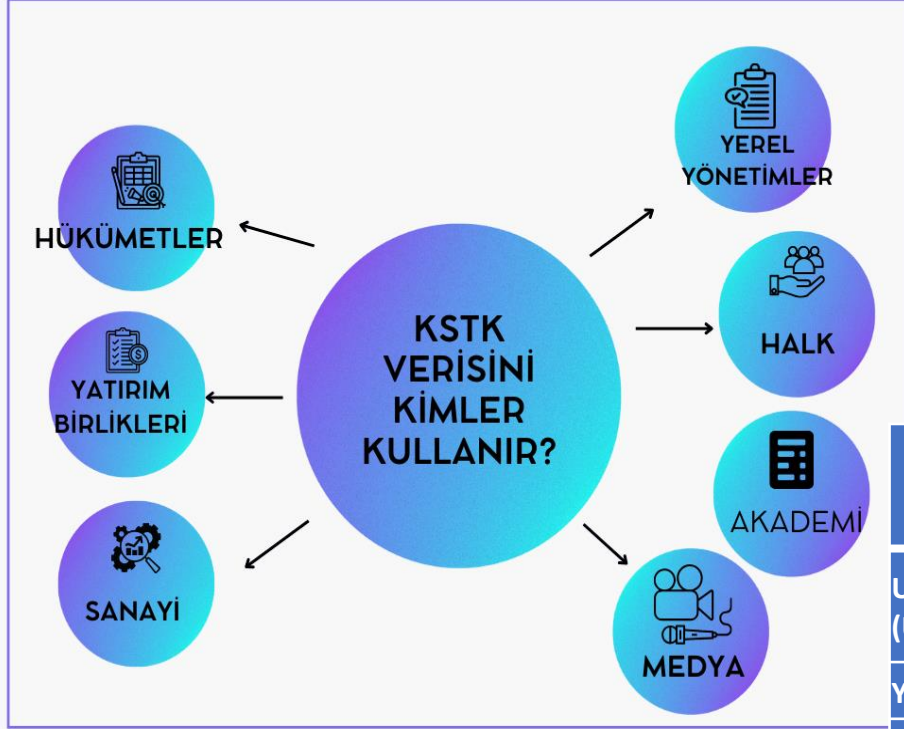 KSTK
VERİSİNİ
KİMLER
KULLANIR?
HÜKÜMETLER
YATIRIM
BİRLİKLERİ
SANAYİ
YEREL
YÖNETİMLER
HALK
AKADEMİ
MEDYA